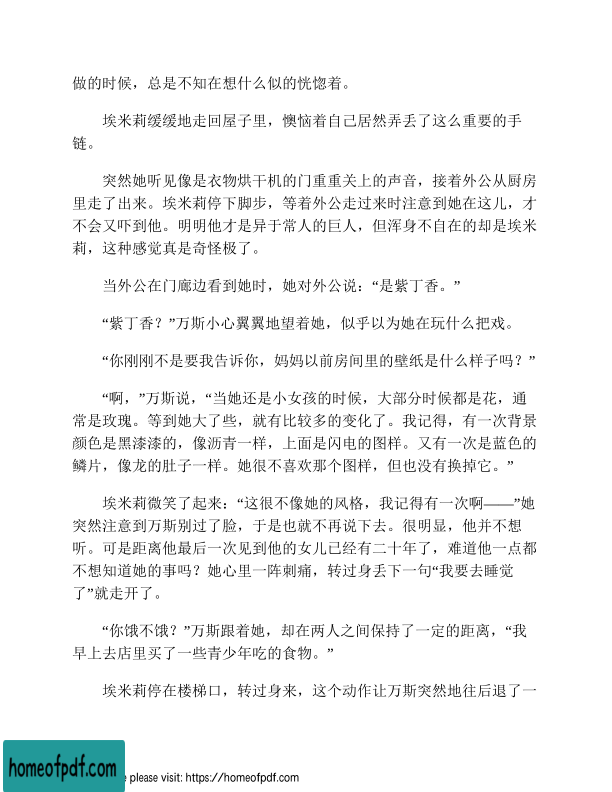 做的时候，总是不知在想什么似的恍惚着。
埃米莉缓缓地走回屋子里，懊恼着自己居然弄丢了这么重要的手
链。
突然她听见像是衣物烘干机的门重重关上的声音，接着外公从厨房
里走了出来。埃米莉停下脚步，等着外公走过来时注意到她在这儿，才
不会又吓到他。明明他才是异于常人的巨人，但浑身不自在的却是埃米
莉，这种感觉真是奇怪极了。
当外公在门廊边看到她时，她对外公说：“是紫丁香。”
“紫丁香？”万斯小心翼翼地望着她，似乎以为她在玩什么把戏。
“你刚刚不是要我告诉你，妈妈以前房间里的壁纸是什么样子吗？”
“啊，”万斯说，“当她还是小女孩的时候，大部分时候都是花，通
常是玫瑰。等到她大了些，就有比较多的变化了。我记得，有一次背景
颜色是黑漆漆的，像沥青一样，上面是闪电的图样。又有一次是蓝色的
鳞片，像龙的肚子一样。她很不喜欢那个图样，但也没有换掉它。”
埃米莉微笑了起来：“这很不像她的风格，我记得有一次啊——”她
突然注意到万斯别过了脸，于是也就不再说下去。很明显，他并不想
听。可是距离他最后一次见到他的女儿已经有二十年了，难道他一点都
不想知道她的事吗？她心里一阵刺痛，转过身丢下一句“我要去睡觉
了”就走开了。
“你饿不饿？”万斯跟着她，却在两人之间保持了一定的距离，“我
早上去店里买了一些青少年吃的食物。”
埃米莉停在楼梯口，转过身来，这个动作让万斯突然地往后退了一
homeofpdf.com
e please visit: https://homeofpdf.com